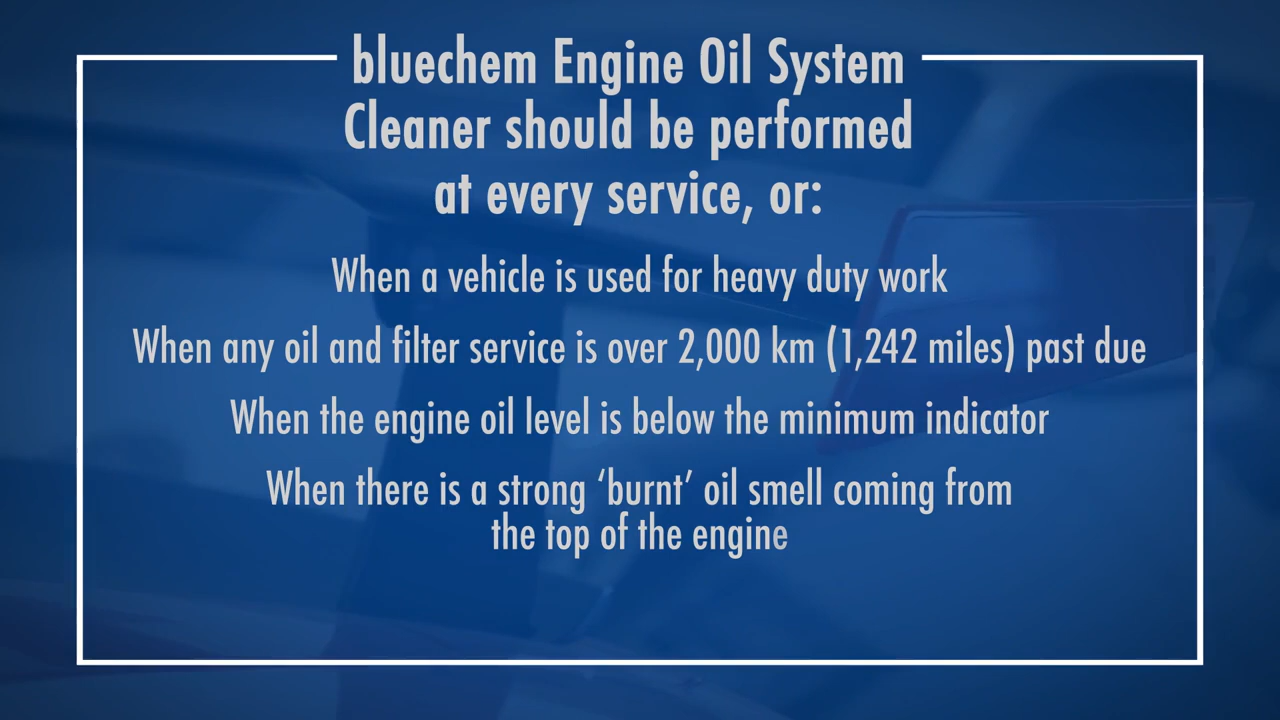 bluechem Engine Oil System
Cleaner should be performed
at every service, or:
When a vehicle is used for heavy duty work
When any oil and filter service is over 2,000 km (1,242 miles) past due
When the engine oil level is below the minimum indicator
When there is a strong ‘burnt’ oil smell coming from
the top of the engine